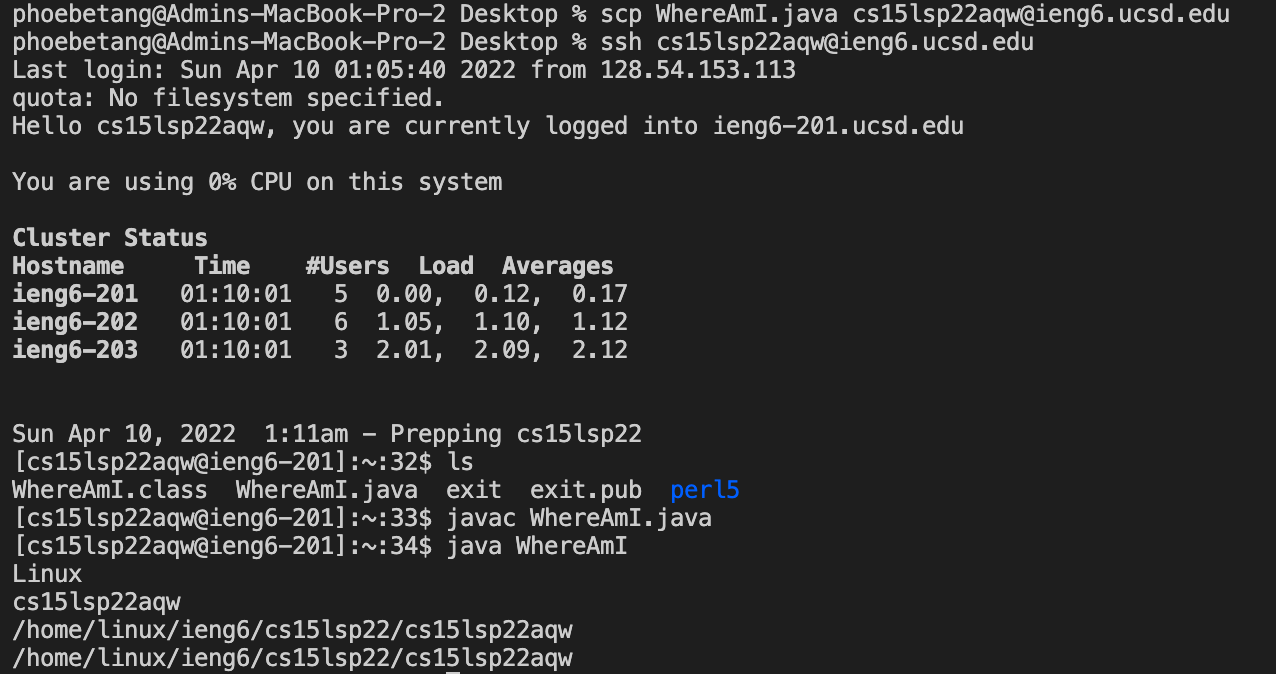 phoebetang@Admins-MacBook-Pro-2 Desktop % scp WhereAmI.java cs15lsp22aqw@ieng6.ucsd.edu
phoebetang@Admins-MacBook-Pro-2 Desktop % ssh cs15lsp22aqw@ieng6.ucsd.edu
Last login: Sun Apr 10 01:05:40 2022 from 128.54.153.113
quota: No filesystem specified.
Hello cs15lsp22aqw, you are currently logged into ieng6-201.ucsd.edu
You are using 0% CPU on this system
Cluster Status
Hostname     Time    #Users  Load  Averages
ieng6-201   01:10:01   5  0.00,  0.12,  0.17
ieng6-202   01:10:01   6  1.05,  1.10,  1.12
ieng6-203   01:10:01   3  2.01,  2.09,  2.12
Sun Apr 10, 2022  1:11am - Prepping cs15lsp22
[cs15lsp22aqw@ieng6-201]:~:32$ ls
WhereAmI.class  WhereAmI.java  exit  exit.pub  perl5
[cs15lsp22aqw@ieng6-201]:~:33$ javac WhereAmI.java
[cs15lsp22aqw@ieng6-201]:~:34$ java WhereAmI
Linux
cs15lsp22aqw
/home/linux/ieng6/cs15lsp22/cs15lsp22aqw
/home/linux/ieng6/cs15lsp22/cs15lsp22aqw